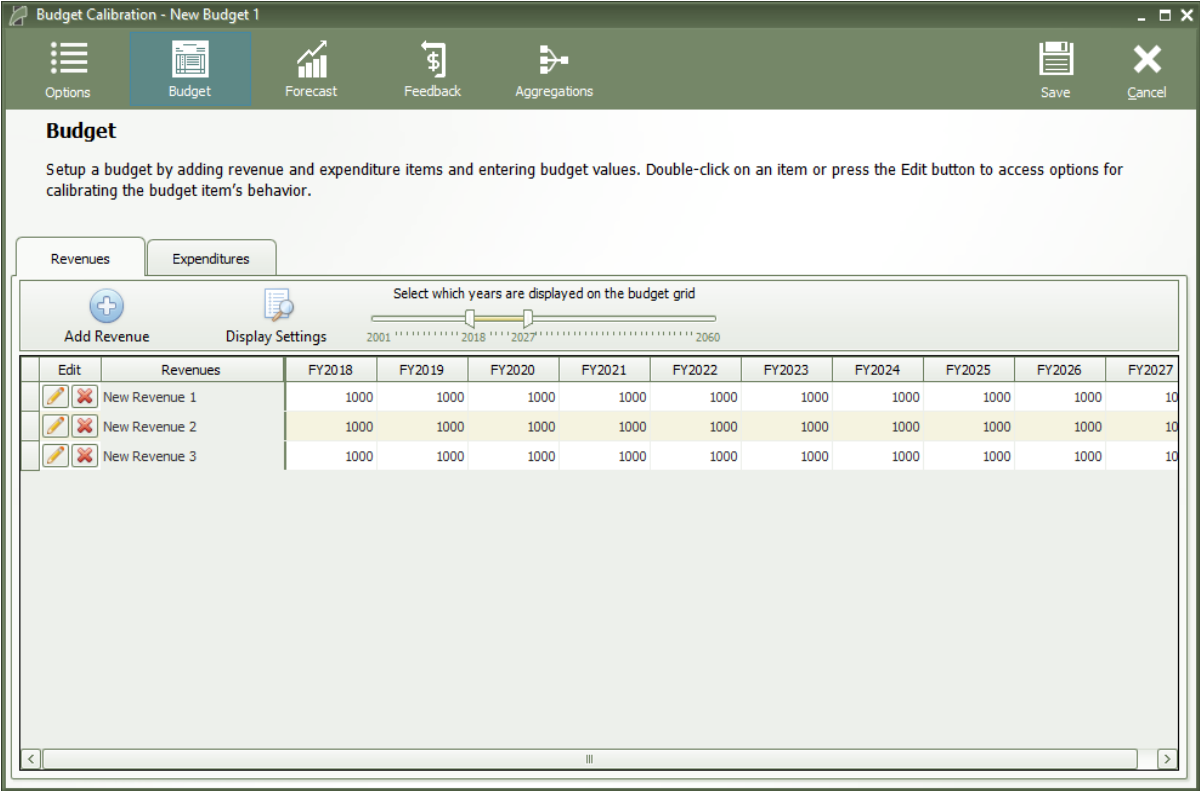 Budget Calibration - New Budget 1
Options Budget Forecast Feedback Aggregations Save Cancel
Budget
Setup a budget by adding revenue and expenditure items and entering budget values. Double-click on an item or press the Edit button to access options for
calibrating the budget item's behavior.
Revenues Expenditures
Select which years are displayed on the budget grid
Add Revenue Display Settings 2001 2018 2027 2060
Edit Revenues FY2018 FY2019 FY2020 FY2021 FY2022 FY2023 FY2024 FY2025 FY2026 FY2027
New Revenue 1 1000 1000 1000 1000 1000 1000 1000 1000 1000 10
New Revenue 2 1000 1000 1000 1000 1000 1000 1000 1000 1000 10
New Revenue 3 1000 1000 1000 1000 1000 1000 1000 1000 1000 10